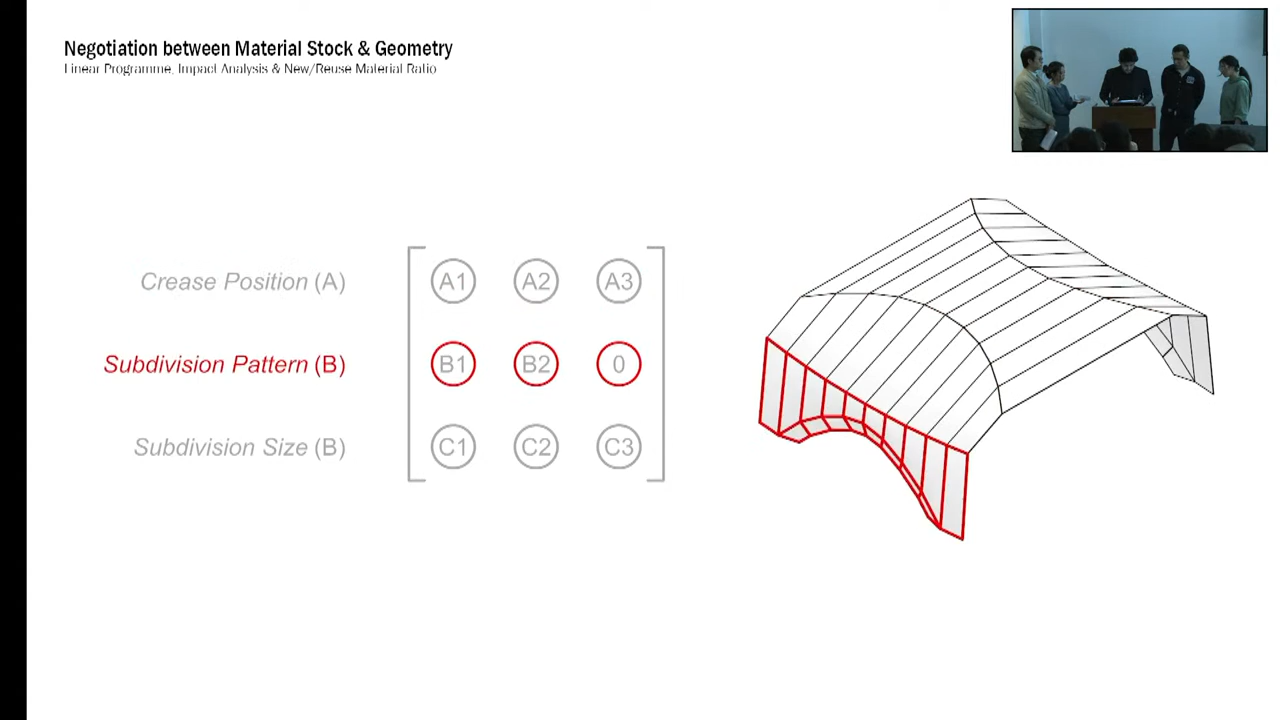 Negotiation between Material Stock & Geometry
Linear Programme, Impact Analysis & New/Reuse Material Ratio
Crease Position (A)
A1 A2 A3
Subdivision Pattern (B)
B1 B2 0
Subdivision Size (B)
C1 C2 C3